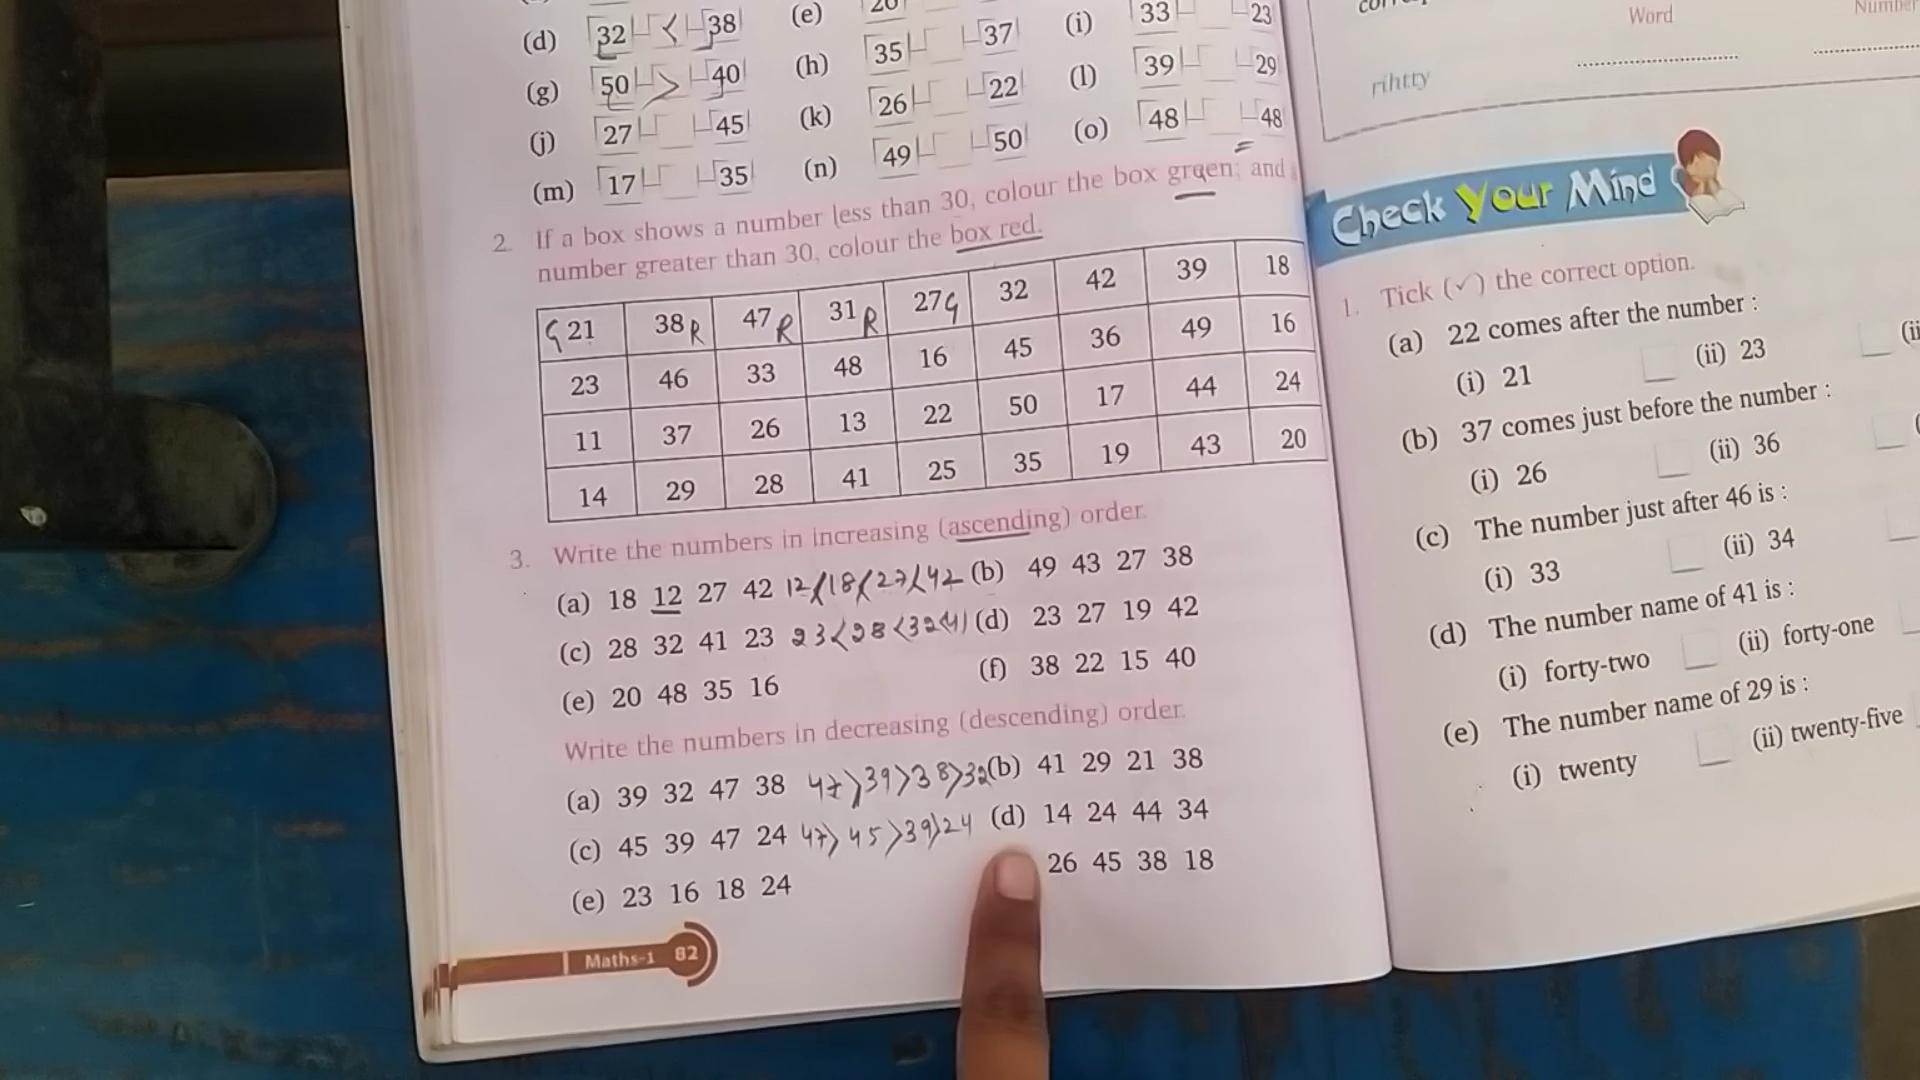 (d) 32 < 38 (e) 20 (i) 33 23
(g) 50 > 40 (h) 35 37 (l) 39 29
(j) 27 45 (k) 26 22 (o) 48 = 48
(m) 17 35 (n) 49 50
2. If a box shows a number less than 30, colour the box green; and
number greater than 30, colour the box red.
G 21 38 R 47 R 31 R 27 G 32 42 39 18
23 46 33 48 16 45 36 49 16
11 37 26 13 22 50 17 44 24
14 29 28 41 25 35 19 43 20
3. Write the numbers in increasing (ascending) order.
(a) 18 12 27 42 12<18<27<42 (b) 49 43 27 38
(c) 28 32 41 23 23<28<32<41 (d) 23 27 19 42
(e) 20 48 35 16 (f) 38 22 15 40
Write the numbers in decreasing (descending) order.
(a) 39 32 47 38 47>39>38>32 (b) 41 29 21 38
(c) 45 39 47 24 47>45>39>24 (d) 14 24 44 34
(e) 23 16 18 24 26 45 38 18
Maths-1 82
Word Number
rihtty
Check Your Mind
1. Tick (✓) the correct option.
(a) 22 comes after the number :
(i) 21 (ii) 23
(b) 37 comes just before the number :
(i) 26 (ii) 36
(c) The number just after 46 is :
(i) 33 (ii) 34
(d) The number name of 41 is :
(i) forty-two (ii) forty-one
(e) The number name of 29 is :
(i) twenty (ii) twenty-five